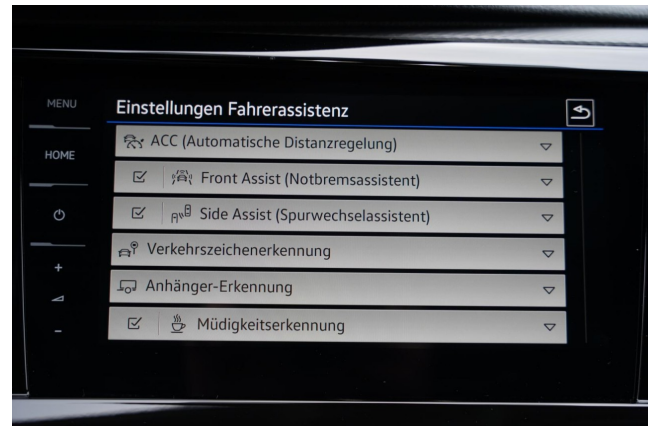 MENU
HOME
Einstellungen Fahrerassistenz
ACC (Automatische Distanzregelung)
Front Assist (Notbremsassistent)
Side Assist (Spurwechselassistent)
Verkehrszeichenerkennung
Anhänger-Erkennung
Müdigkeitserkennung
+
-